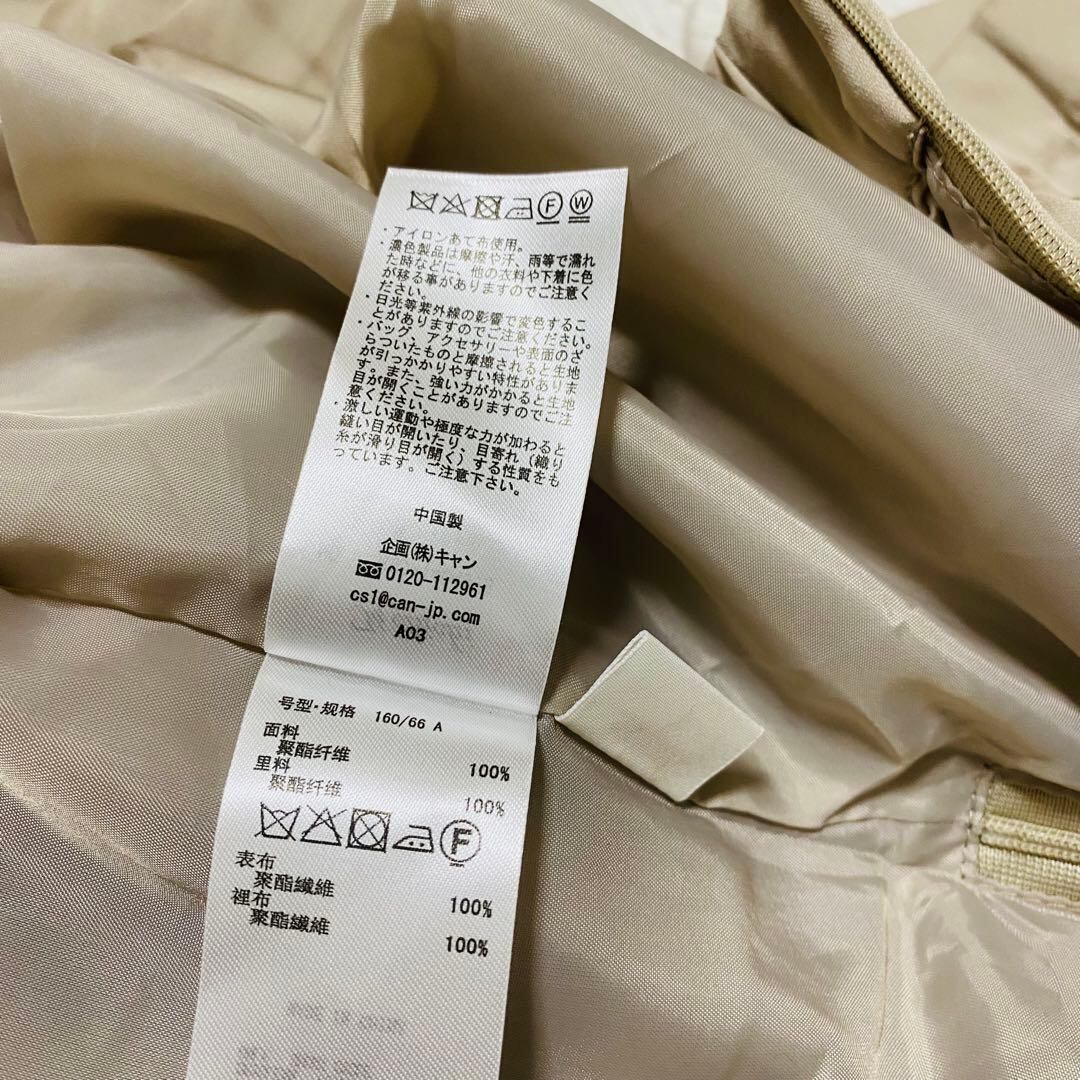 F W
・アイロンあて布使用。
・濃色製品は摩擦や汗、雨等で濡れ
た時などに、他の衣料や下着に色
が移る事がありますのでご注意く
ださい。
・日光等紫外線の影響で変色するこ
とがありますのでご注意ください。
・バッグ、アクセサリーや表面のざ
らついたものと摩擦されると生地
が引っかかりやすい特性がありま
す。また、強い力がかかると生地
目が開くことがありますのでご注
意ください。
・激しい運動や極度な力が加わると
縫い目が開いたり、目寄れ(織り
糸が滑り目が開く)する性質をも
っています。ご注意下さい。
中国製
企画(株)キャン
0120-112961
cs1@can-jp.com
A03
号型·规格 160/66 A
面料
聚酯纤维 100%
里料
聚酯纤维 100%
F
表布
聚酯纖維 100%
裡布
聚酯纖維 100%